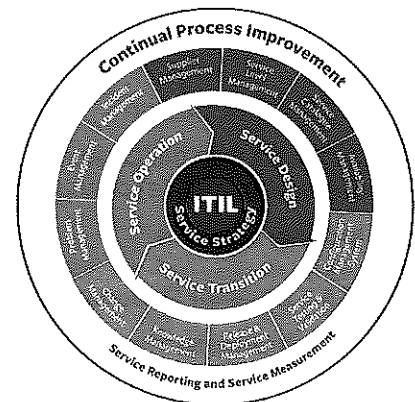 Continual Process Improvement
Supplier
Management
Service
Level
Management
Service
Catalogue
Management
Availability
Management
Configuration
Management
System
Service
Testing &
Validation
Release &
Deployment
Management
Knowledge
Management
Change
Management
Problem
Management
Event
Management
Incident
Management
Service Design
Service Transition
Service Operation
ITIL
Service Strategy
Service Reporting and Service Measurement